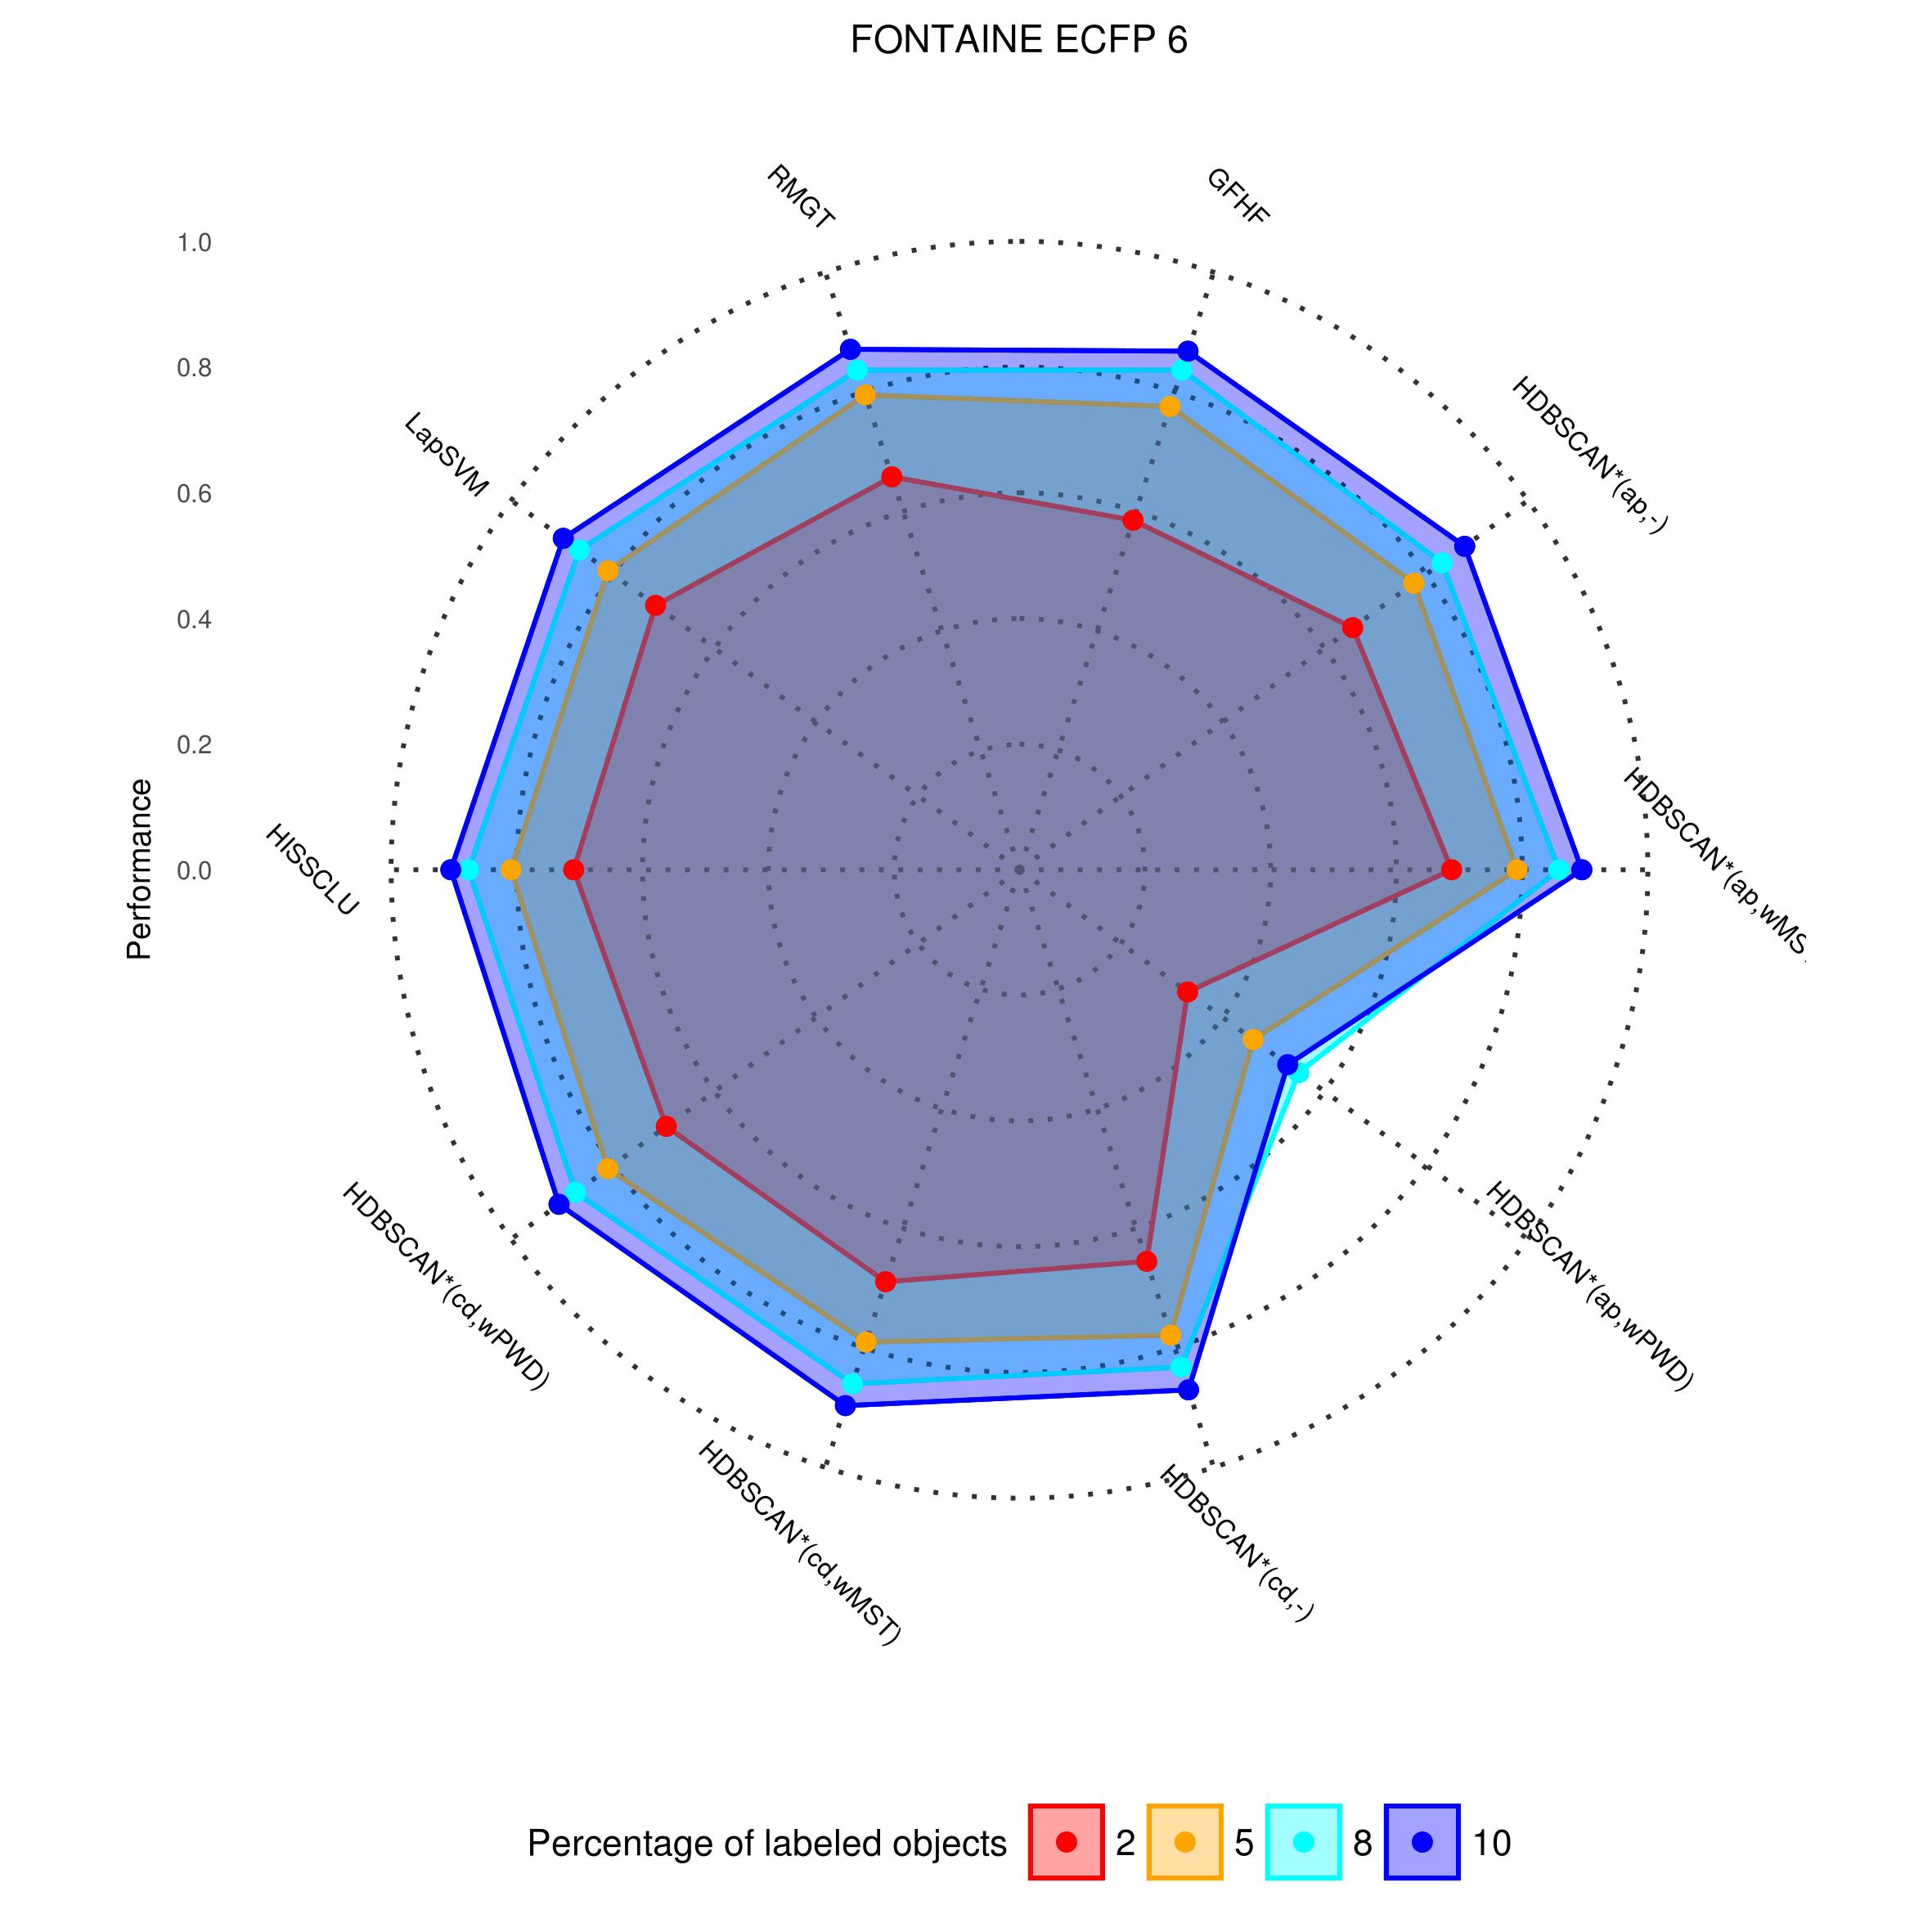 FONTAINE ECFP 6
RMGT
GFHF
1.0
0.8
LapSVM
HDBSCAN*(ap,-)
0.6
0.4
0.2
Performance
0.0
HISSCLU
HDBSCAN*(ap,wMS
HDBSCAN*(cd,wPWD)
HDBSCAN*(ap,wPWD)
HDBSCAN*(cd,wMST)
HDBSCAN*(cd,-)
Percentage of labeled objects 2 5 8 10